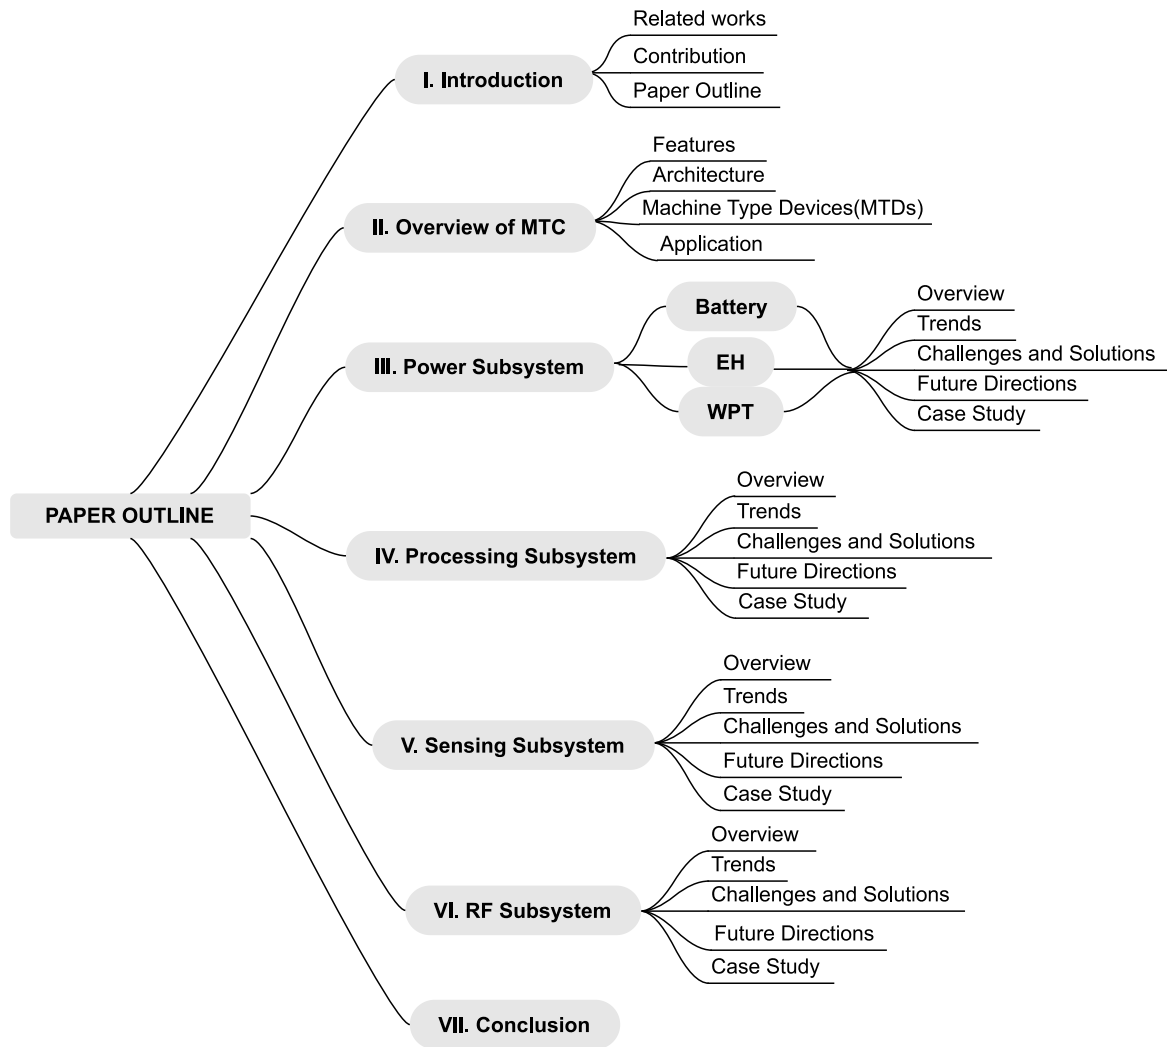 PAPER OUTLINE
I. Introduction
Related works
Contribution
Paper Outline
II. Overview of MTC
Features
Architecture
Machine Type Devices(MTDs)
Application
III. Power Subsystem
Battery
EH
WPT
Overview
Trends
Challenges and Solutions
Future Directions
Case Study
IV. Processing Subsystem
Overview
Trends
Challenges and Solutions
Future Directions
Case Study
V. Sensing Subsystem
Overview
Trends
Challenges and Solutions
Future Directions
Case Study
VI. RF Subsystem
Overview
Trends
Challenges and Solutions
Future Directions
Case Study
VII. Conclusion